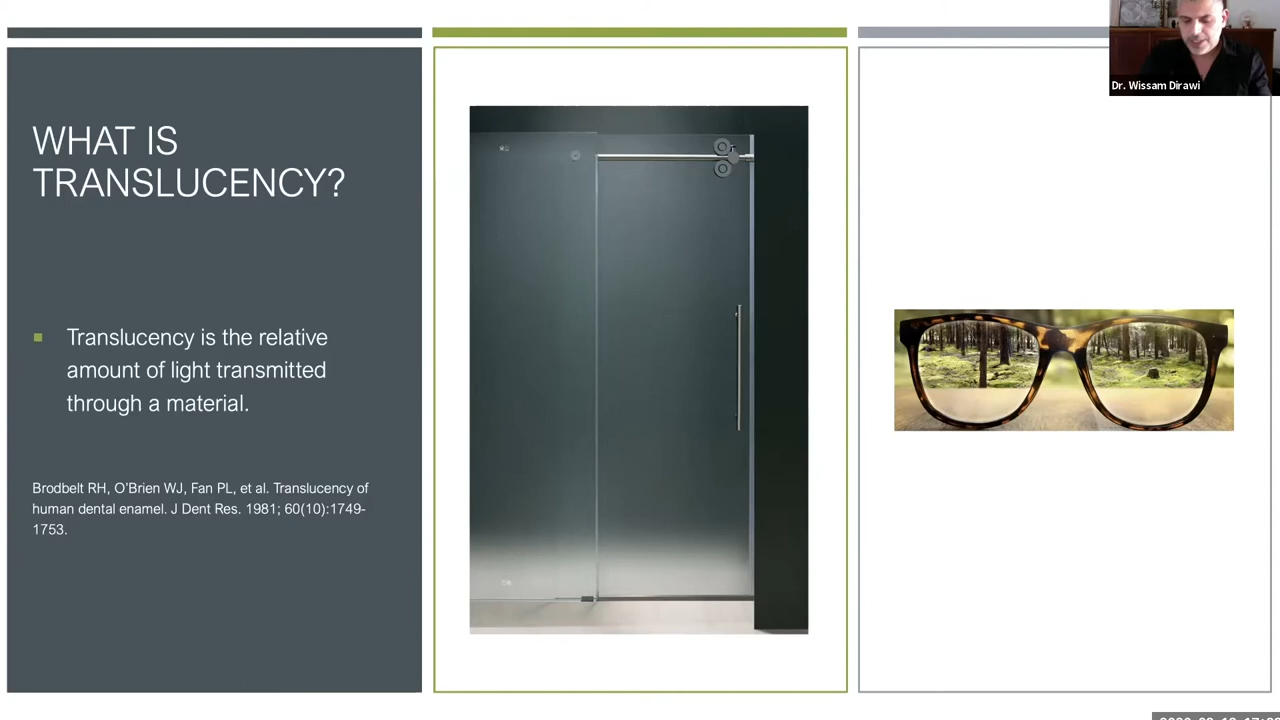 Dr. Wissam Dirawi
WHAT IS
TRANSLUCENCY?
Translucency is the relative
amount of light transmitted
through a material.
Brodbelt RH, O'Brien WJ, Fan PL, et al. Translucency of
human dental enamel. J Dent Res. 1981; 60(10):1749-
1753.